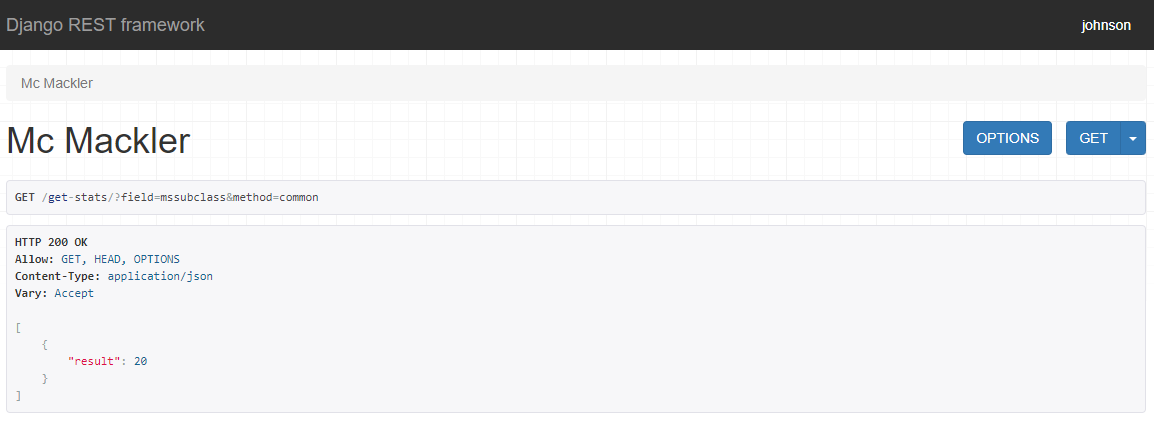 Django REST framework
johnson
Mc Mackler
Mc Mackler
OPTIONS
GET
GET /get-stats/?field=mssubclass&method=common
HTTP 200 OK
Allow: GET, HEAD, OPTIONS
Content-Type: application/json
Vary: Accept
[
    {
        "result": 20
    }
]